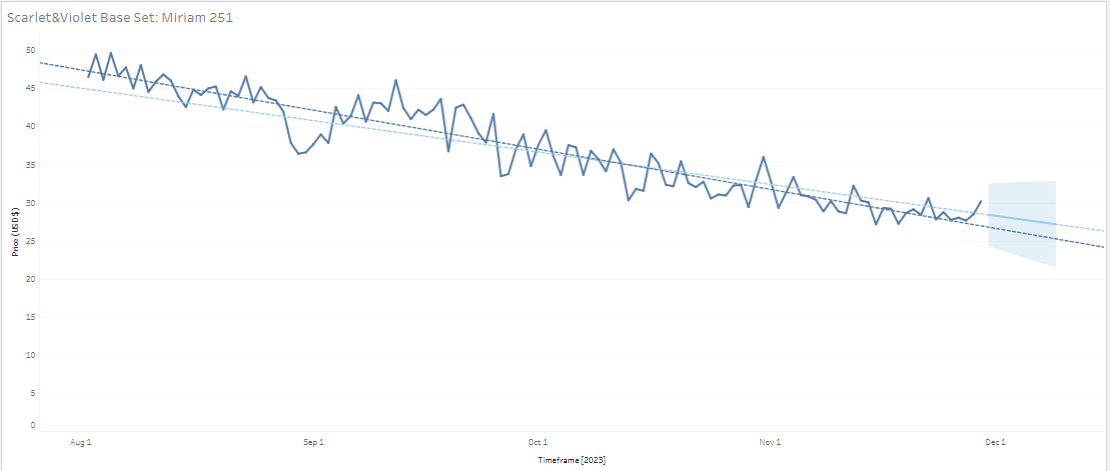 Scarlet&Violet Base Set: Miriam 251
50
45
40
35
30
25
20
15
10
5
0
Price (USD$)
Aug 1 Sep 1 Oct 1 Nov 1 Dec 1
Timeframe [2023]